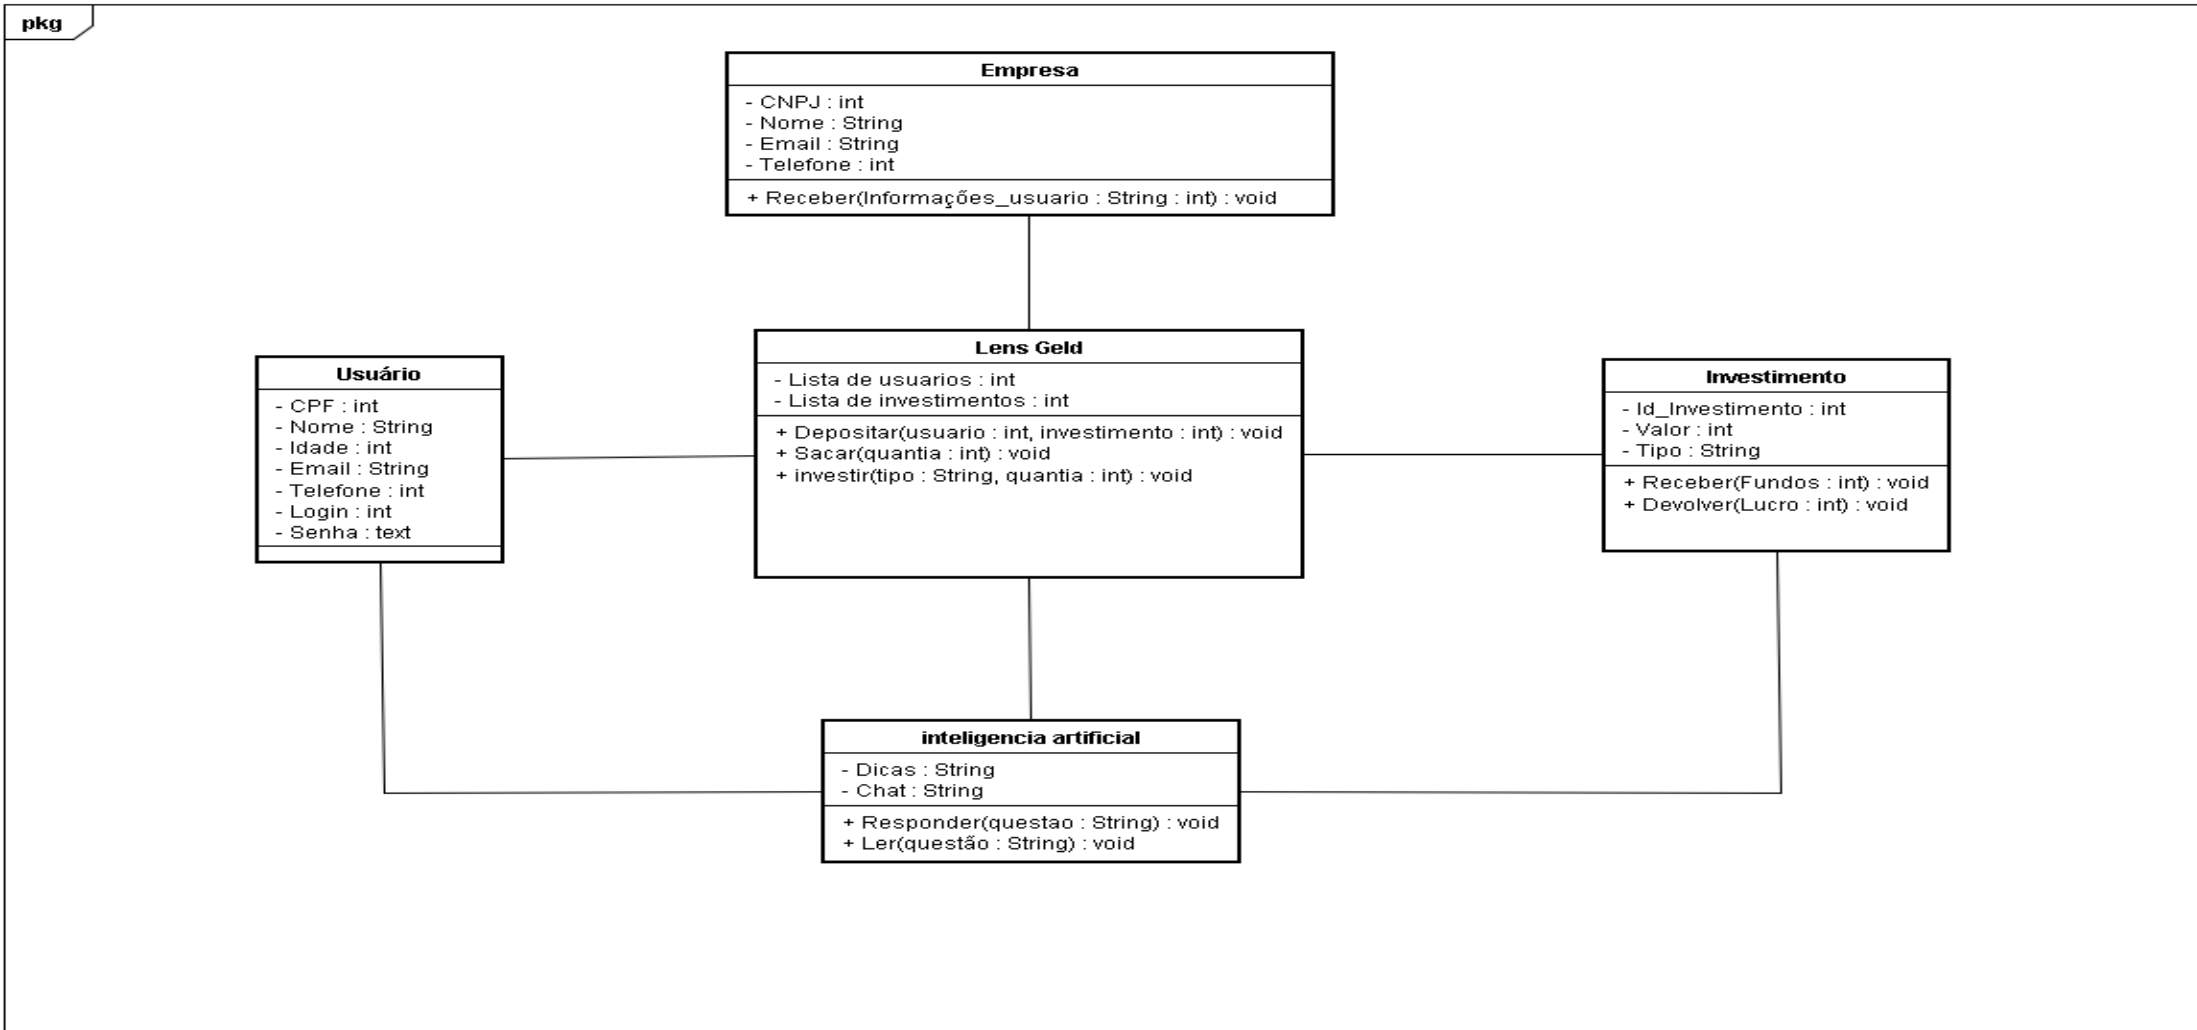 pkg
Empresa
- CNPJ : int
- Nome : String
- Email : String
- Telefone : int
+ Receber(Informações_usuario : String : int) : void
Usuário
- CPF : int
- Nome : String
- Idade : int
- Email : String
- Telefone : int
- Login : int
- Senha : text
Lens Geld
- Lista de usuarios : int
- Lista de investimentos : int
+ Depositar(usuario : int, investimento : int) : void
+ Sacar(quantia : int) : void
+ investir(tipo : String, quantia : int) : void
Investimento
- Id_Investimento : int
- Valor : int
- Tipo : String
+ Receber(Fundos : int) : void
+ Devolver(Lucro : int) : void
inteligencia artificial
- Dicas : String
- Chat : String
+ Responder(questao : String) : void
+ Ler(questão : String) : void